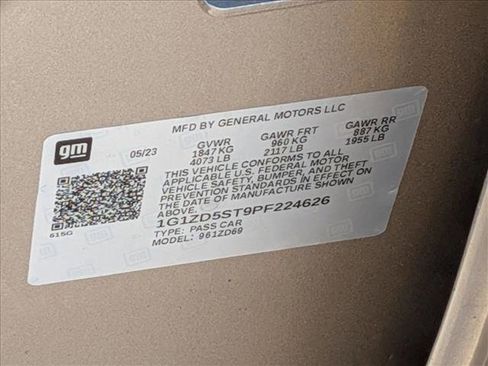 MFD BY GENERAL MOTORS LLC
gm
05/23
GVWR GAWR FRT GAWR RR
1847 KG 960 KG 887 KG
4073 LB 2117 LB 1955 LB
THIS VEHICLE CONFORMS TO ALL
APPLICABLE U.S. FEDERAL MOTOR
VEHICLE SAFETY, BUMPER, AND THEFT
PREVENTION STANDARDS IN EFFECT ON
THE DATE OF MANUFACTURE SHOWN
ABOVE.
1G1ZD5ST9PF224626
TYPE: PASS CAR
MODEL: 961ZD69
615G